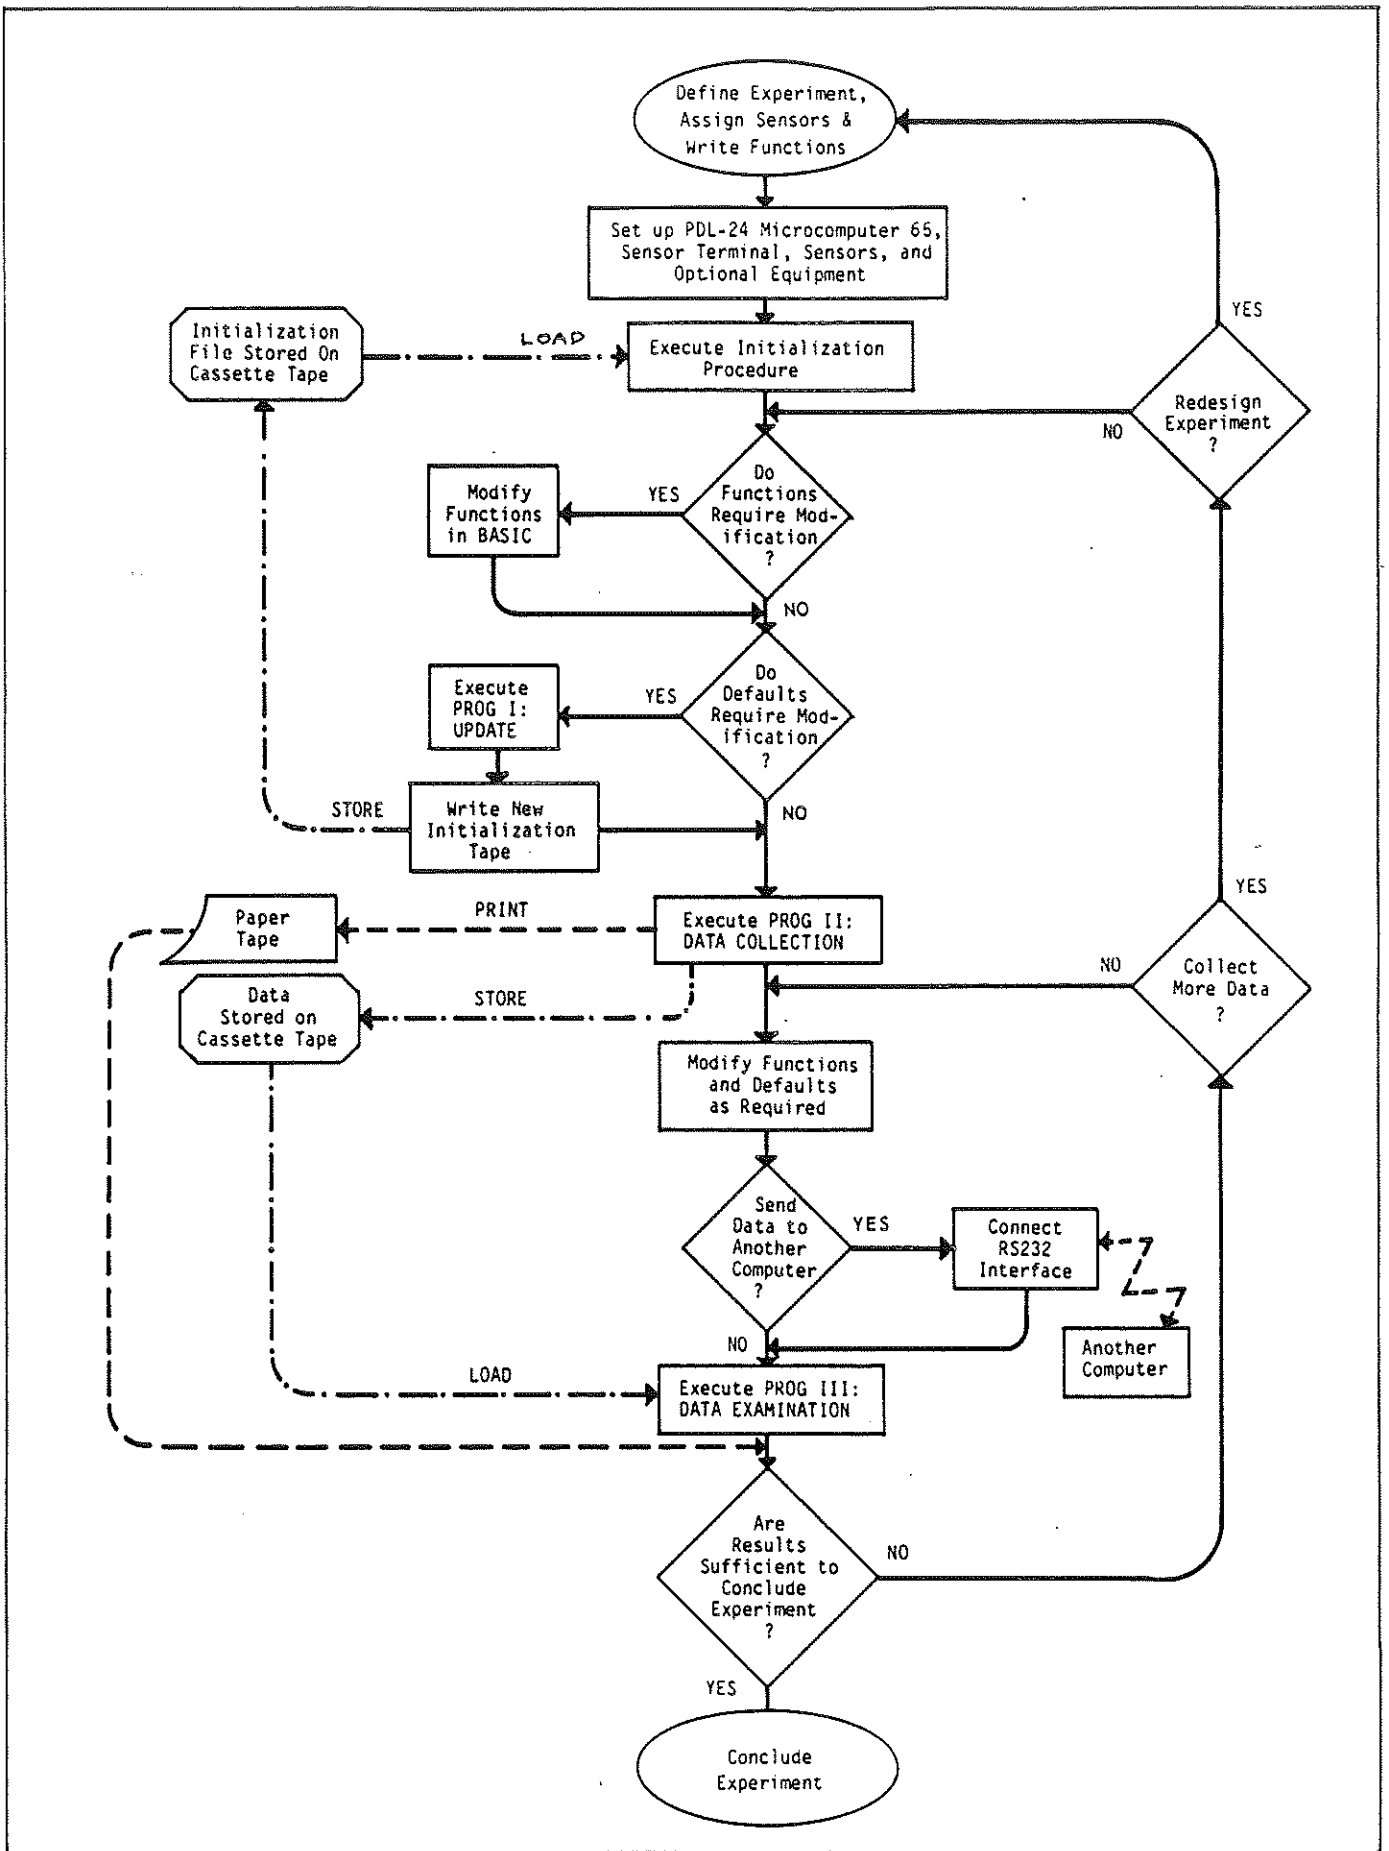 Define Experiment,
Assign Sensors &
Write Functions
Set up PDL-24 Microcomputer 65,
Sensor Terminal, Sensors, and
Optional Equipment
YES
Initialization
File Stored On
Cassette Tape
LOAD
Execute Initialization
Procedure
Redesign
Experiment
?
NO
Do
Functions
Require Mod-
ification
?
YES
Modify
Functions
in BASIC
NO
Do
Defaults
Require Mod-
ification
?
YES
Execute
PROG I:
UPDATE
STORE
Write New
Initialization
Tape
NO
YES
Paper
Tape
PRINT
Execute PROG II:
DATA COLLECTION
NO
Collect
More Data
?
Data
Stored on
Cassette Tape
STORE
Modify Functions
and Defaults
as Required
Send
Data to
Another
Computer
?
YES
Connect
RS232
Interface
NO
Another
Computer
LOAD
Execute PROG III:
DATA EXAMINATION
Are
Results
Sufficient to
Conclude
Experiment
?
NO
YES
Conclude
Experiment